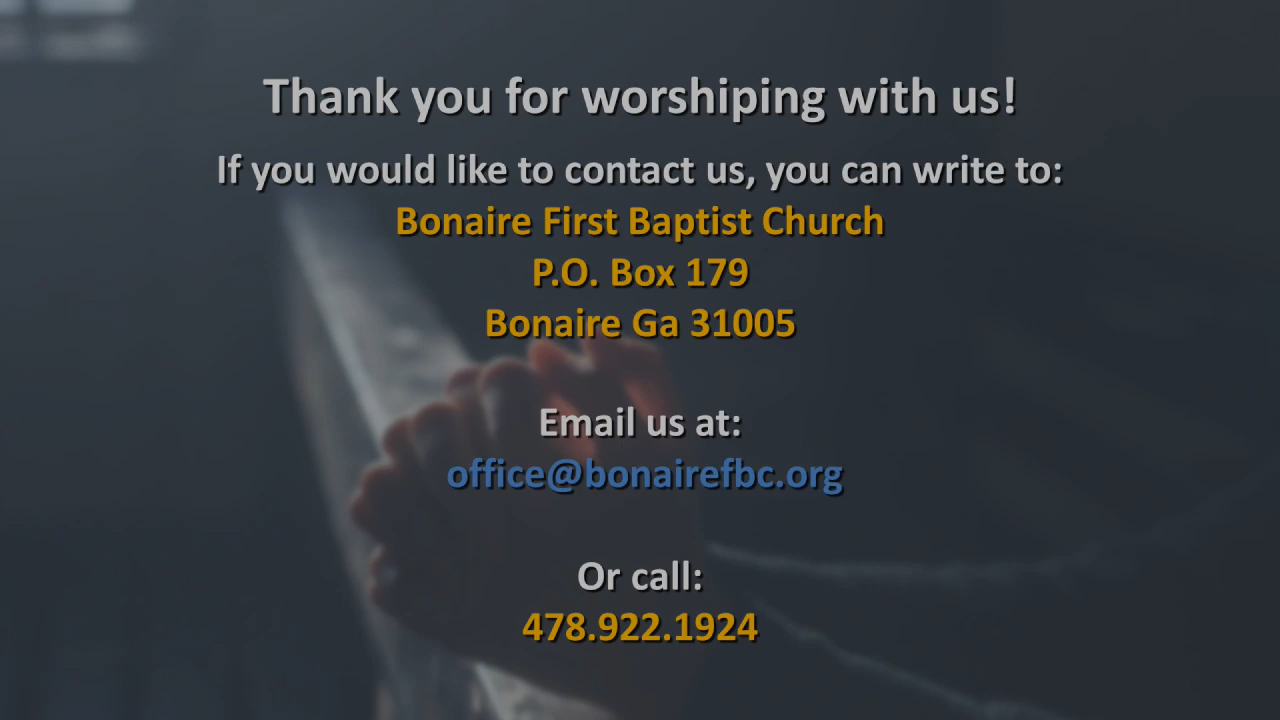 Thank you for worshiping with us!
If you would like to contact us, you can write to:
Bonaire First Baptist Church
P.O. Box 179
Bonaire Ga 31005
Email us at:
office@bonairefbc.org
Or call:
478.922.1924